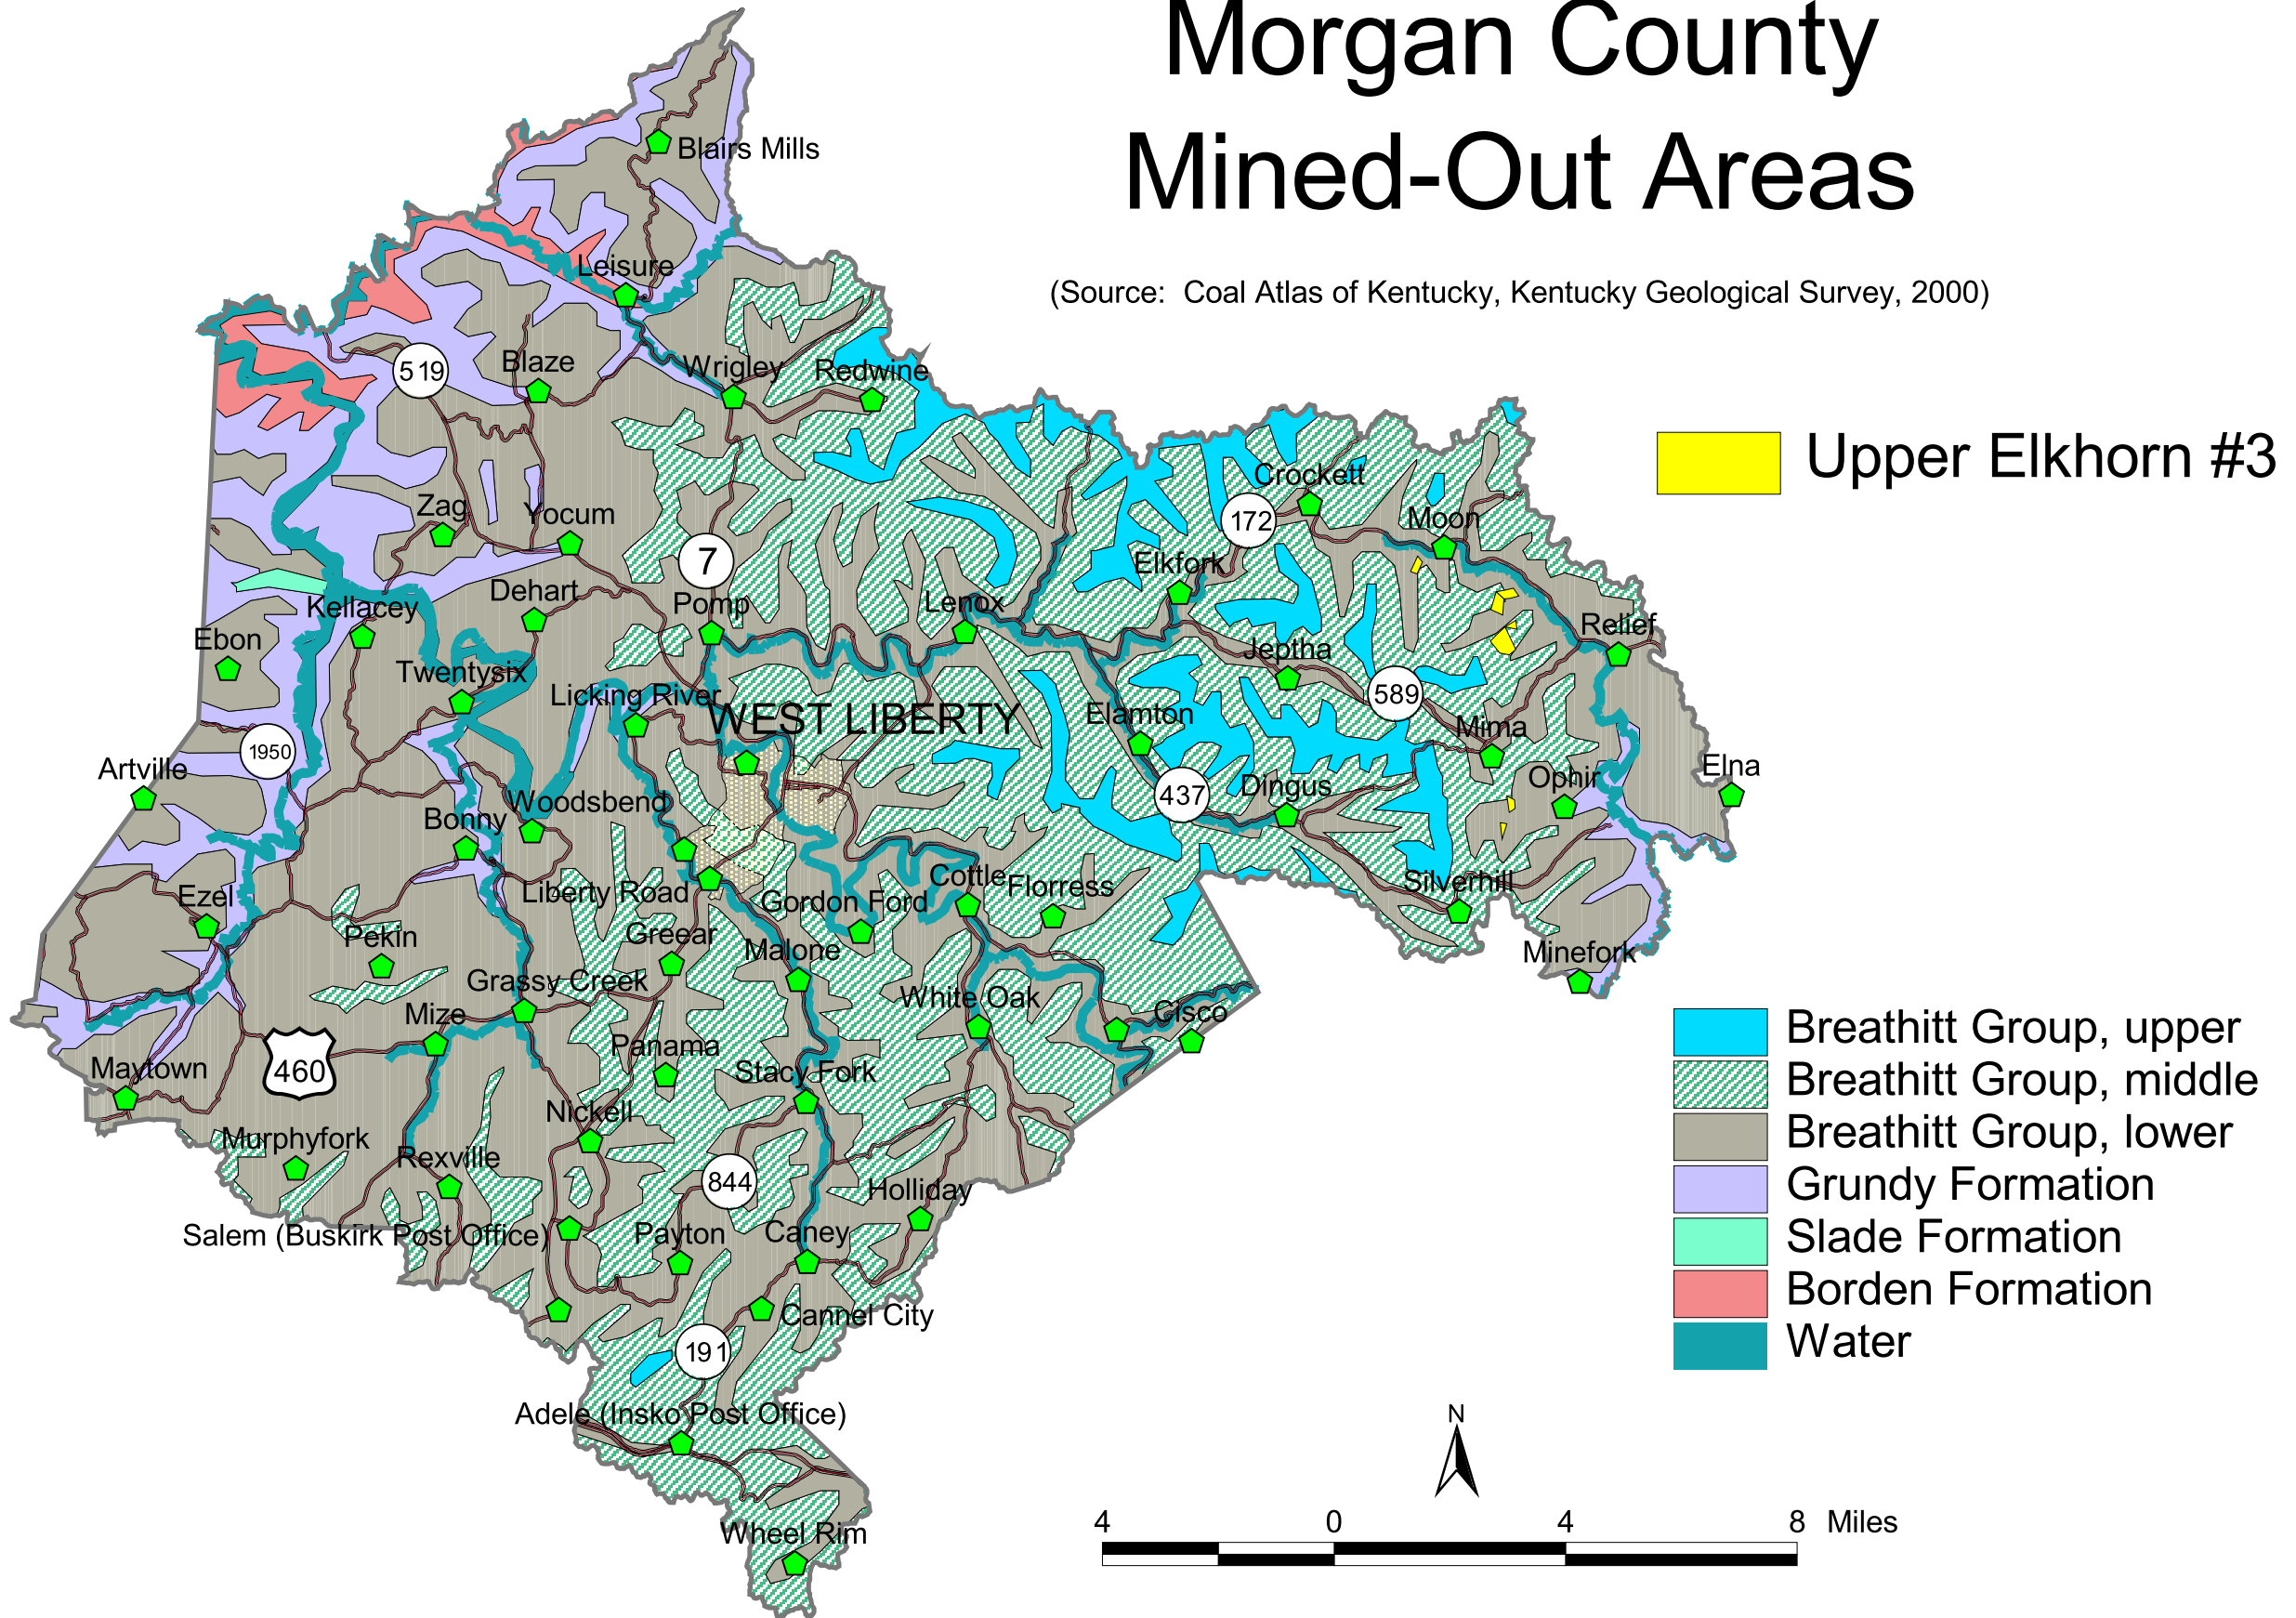 Morgan County
Mined-Out Areas
(Source: Coal Atlas of Kentucky, Kentucky Geological Survey, 2000)
Upper Elkhorn #3
Blairs Mills
Leisure
519
Blaze
Wrigley
Redwine
Zag
Yocum
Crockett
172
Moon
7
Elkfork
Dehart
Pomp
Lenox
Kellacey
Relief
Ebon
Jeptha
Twentysix
Licking River
589
WEST LIBERTY
Elamton
Mima
1950
Artville
Elna
Ophir
Dingus
437
Woodsbend
Bonny
Cottle
Florress
Silverhill
Ezel
Liberty Road
Gordon Ford
Pekin
Greear
Malone
Minefork
Grassy Creek
White Oak
Mize
Cisco
Panama
460
Maytown
Stacy Fork
Nickell
Murphyfork
Rexville
844
Holliday
Salem (Buskirk Post Office)
Payton
Caney
Cannel City
191
Adele (Insko Post Office)
Wheel Rim
Breathitt Group, upper
Breathitt Group, middle
Breathitt Group, lower
Grundy Formation
Slade Formation
Borden Formation
Water
N
4 0 4 8 Miles